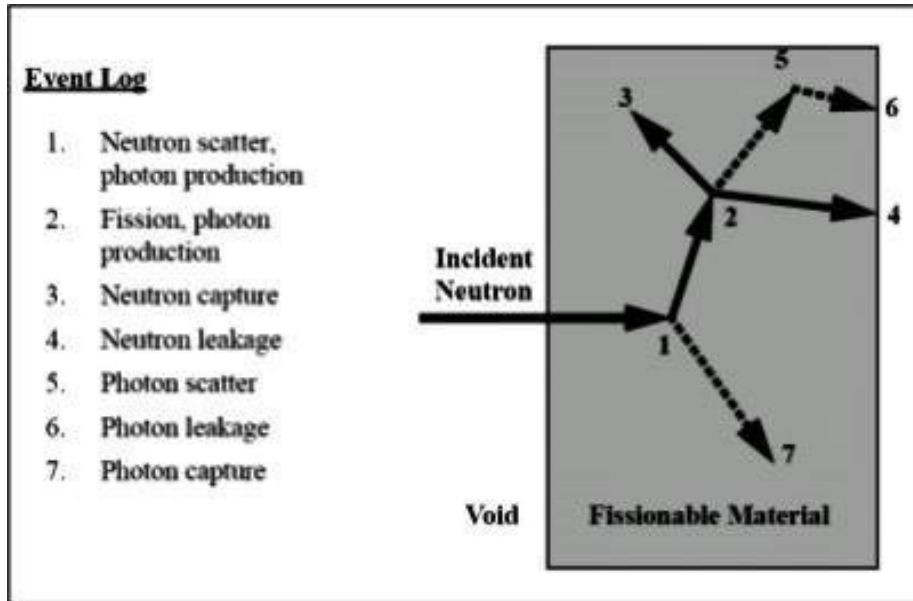 Event Log
1. Neutron scatter,
photon production
2. Fission, photon
production
3. Neutron capture
4. Neutron leakage
5. Photon scatter
6. Photon leakage
7. Photon capture
Incident
Neutron
Void
Fissionable Material
1
2
3
4
5
6
7